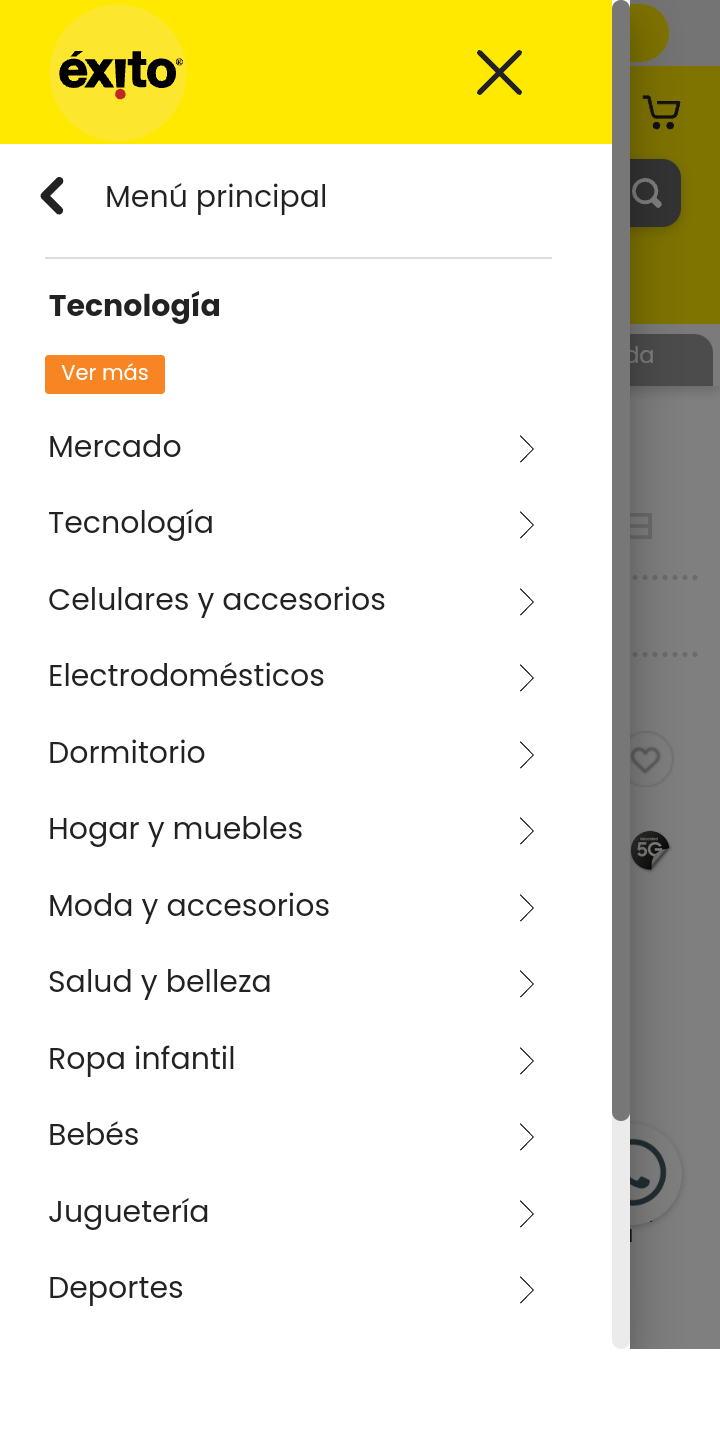 éxito®
Menú principal
Tecnología
Ver más
Mercado
Tecnología
Celulares y accesorios
Electrodomésticos
Dormitorio
Hogar y muebles
Moda y accesorios
Salud y belleza
Ropa infantil
Bebés
Juguetería
Deportes
da
5G